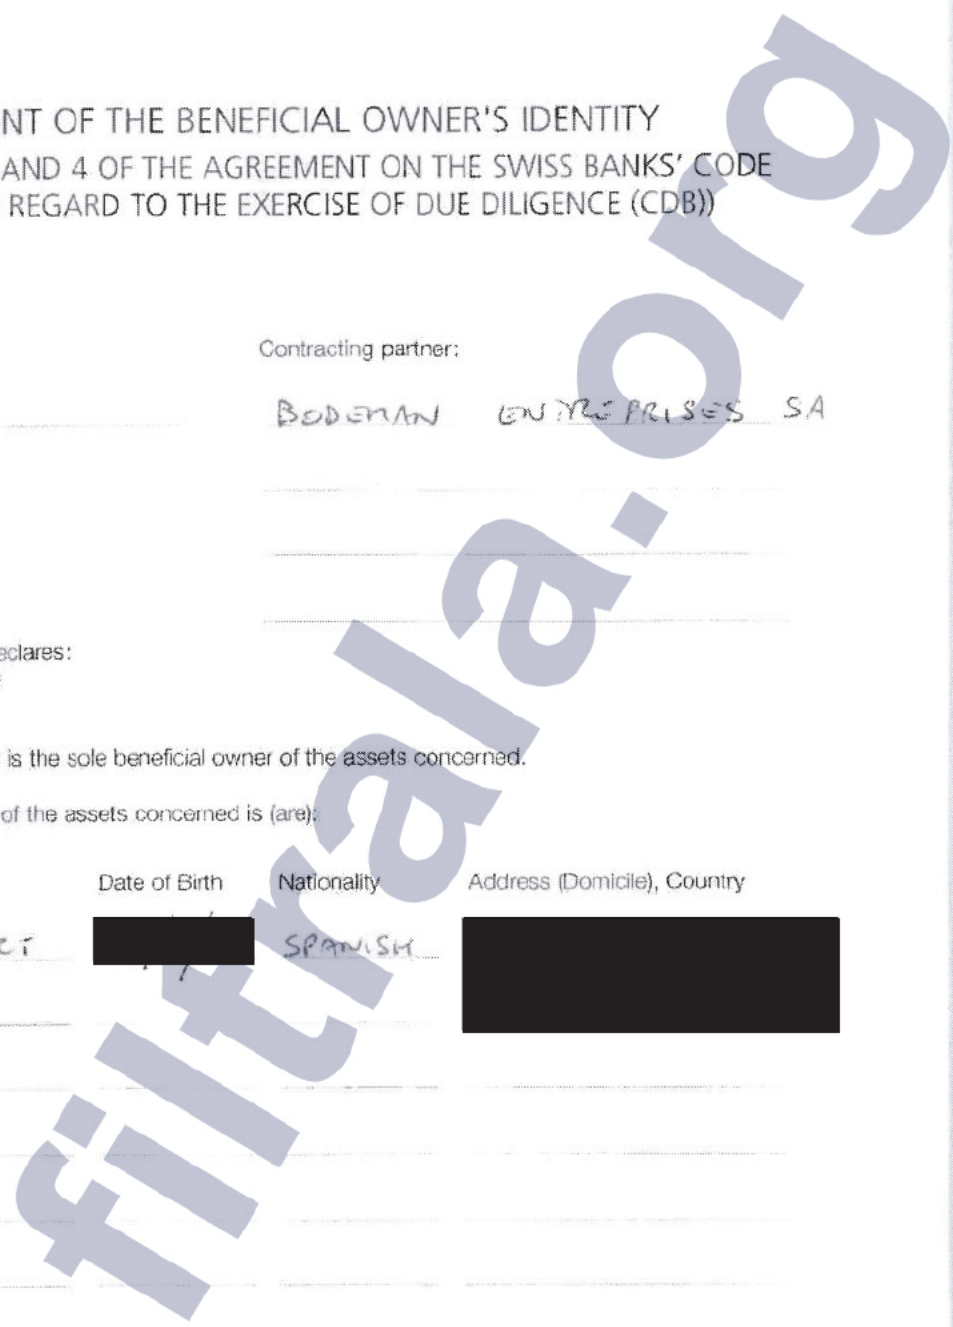 NT OF THE BENEFICIAL OWNER'S IDENTITY
AND 4 OF THE AGREEMENT ON THE SWISS BANKS' CODE
REGARD TO THE EXERCISE OF DUE DILIGENCE (CDB))
Contracting partner:
BODEMAN ENTREPRISES SA
eclares:
is the sole beneficial owner of the assets concerned.
of the assets concerned is (are):
Date of Birth Nationality Address (Domicile), Country
SPANISH
filtrala.org